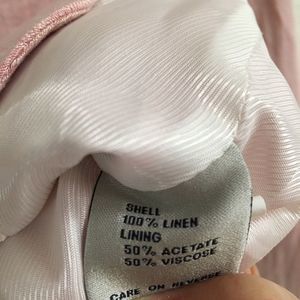 SHELL
100% LINEN
LINING
50% ACETATE
50% VISCOSE
CARE ON REVERSE